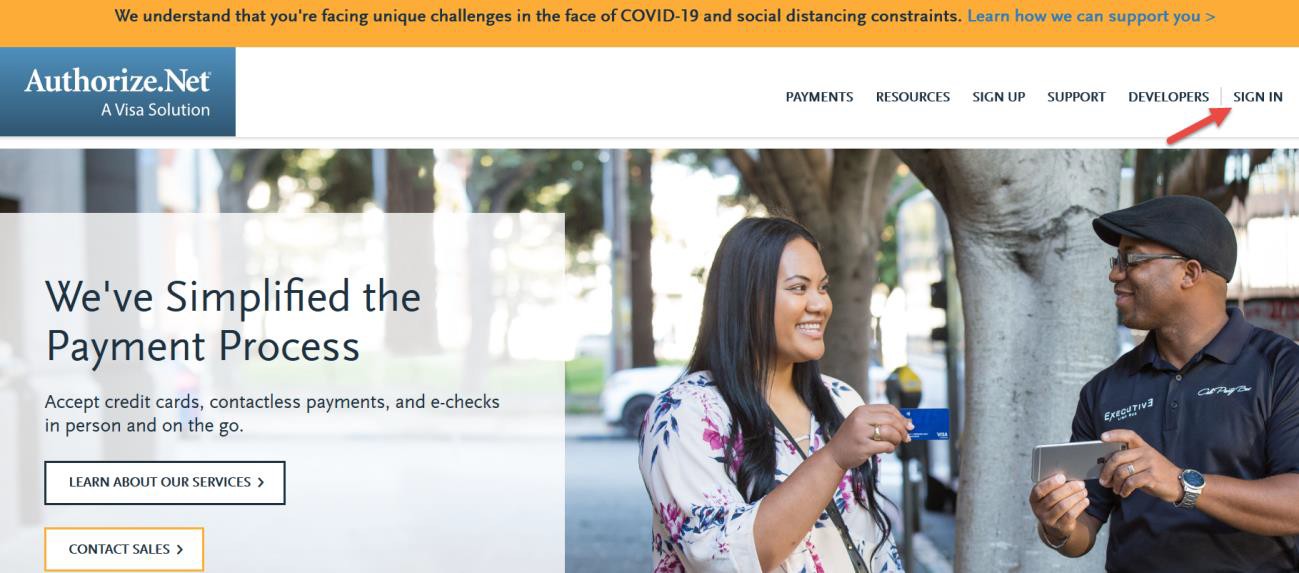 We understand that you're facing unique challenges in the face of COVID-19 and social distancing constraints. Learn how we can support you >
Authorize.Net
A Visa Solution
PAYMENTS RESOURCES SIGN UP SUPPORT DEVELOPERS SIGN IN
We've Simplified the
Payment Process
Accept credit cards, contactless payments, and e-checks
in person and on the go.
LEARN ABOUT OUR SERVICES >
CONTACT SALES >
VISA
EXECUTIVE